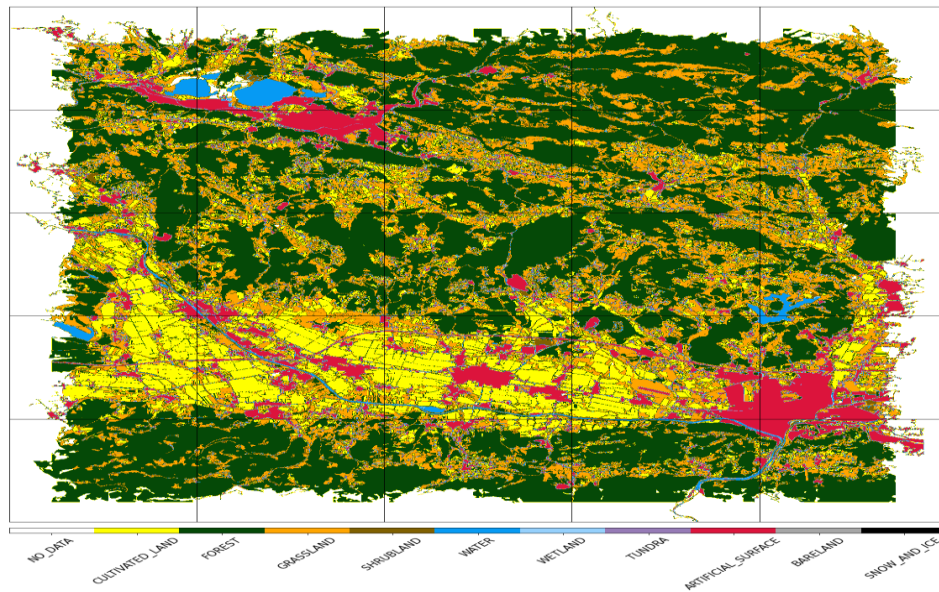 NO_DATA
CULTIVATED_LAND
FOREST
GRASSLAND
SHRUBLAND
WATER
WETLAND
TUNDRA
ARTIFICIAL_SURFACE
BARELAND
SNOW_AND_ICE